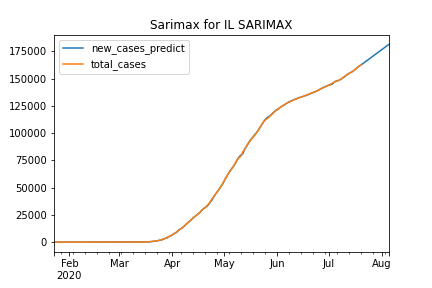 Sarimax for IL SARIMAX
new_cases_predict
total_cases
175000
150000
125000
100000
75000
50000
25000
0
Feb Mar Apr May Jun Jul Aug
2020